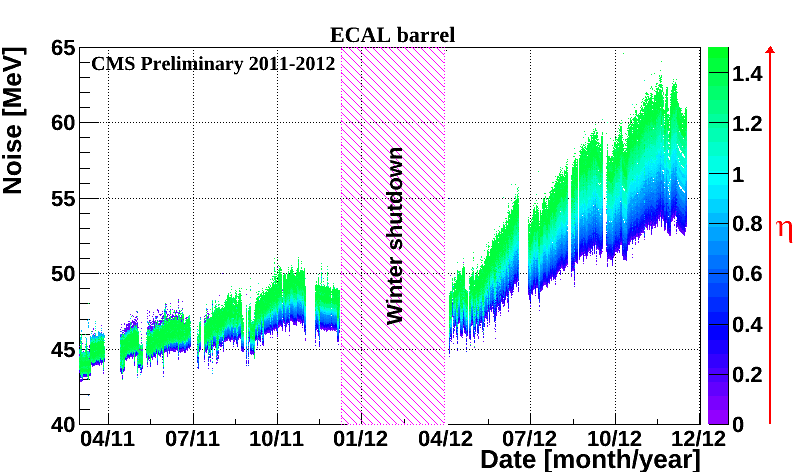 ECAL barrel
CMS Preliminary 2011-2012
Noise [MeV]
65
60
55
50
45
40
Winter shutdown
04/11 07/11 10/11 01/12 04/12 07/12 10/12 12/12
Date [month/year]
1.4
1.2
1
0.8
0.6
0.4
0.2
0
η